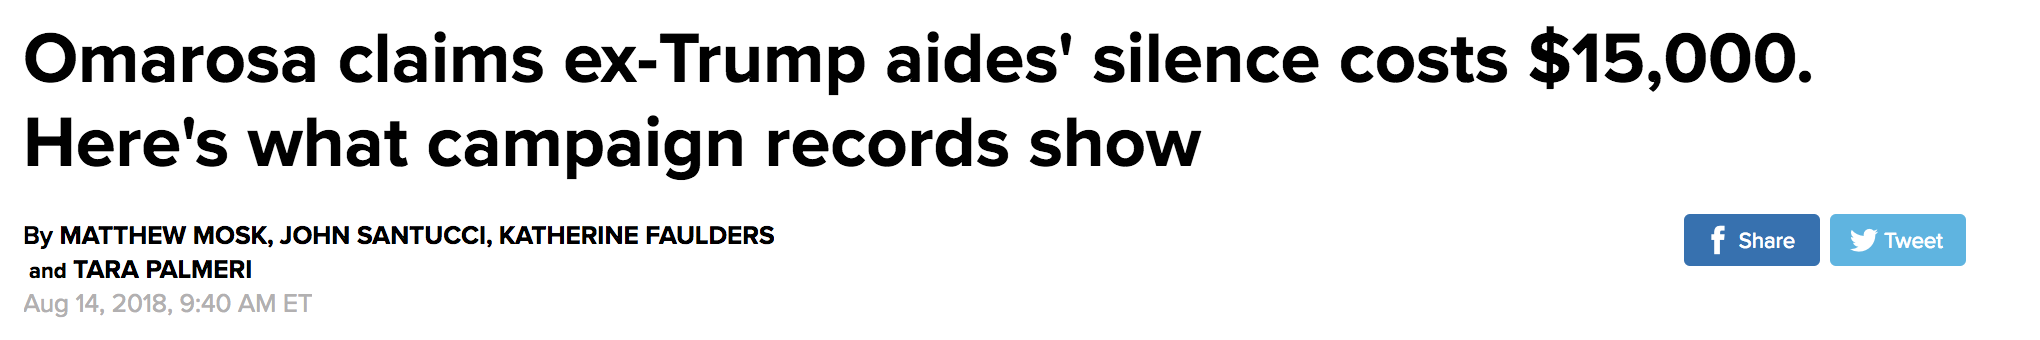 Omarosa claims ex-Trump aides' silence costs $15,000.
Here's what campaign records show
By MATTHEW MOSK, JOHN SANTUCCI, KATHERINE FAULDERS
and TARA PALMERI
Aug 14, 2018, 9:40 AM ET
Share
Tweet